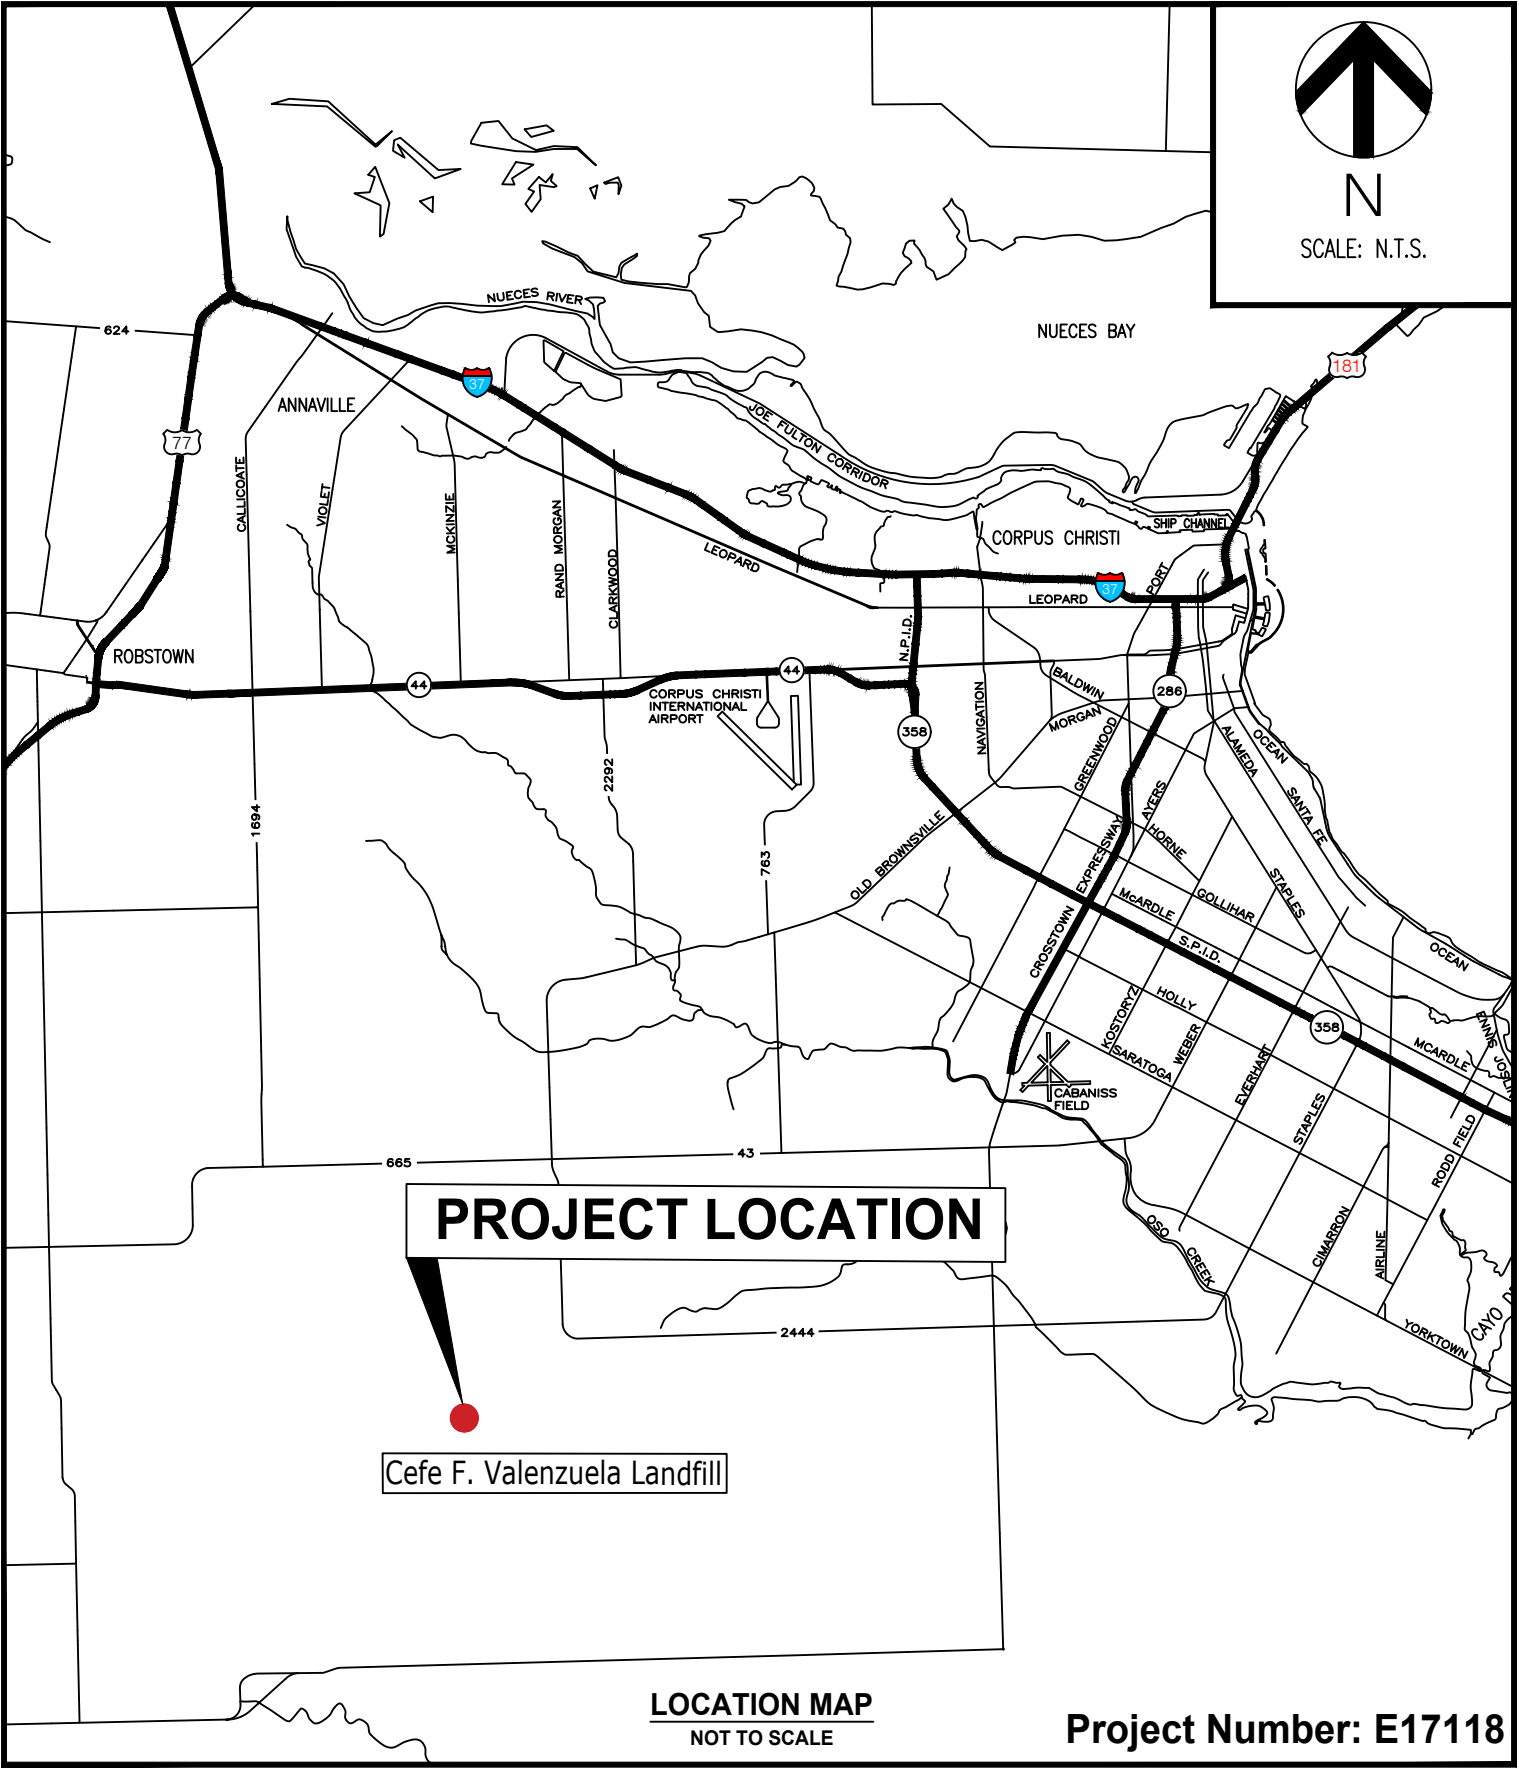 N
SCALE: N.T.S.
NUECES RIVER
NUECES BAY
624
181
37
ANNAVILLE
77
JOE FULTON CORRIDOR
CALLICOATE
VIOLET
MCKINZIE
RAND MORGAN
CLARKWOOD
LEOPARD
SHIP CHANNEL
CORPUS CHRISTI
PORT
37
LEOPARD
N.P.I.D.
ROBSTOWN
44
44
CORPUS CHRISTI
INTERNATIONAL
AIRPORT
358
NAVIGATION
BALDWIN
MORGAN
286
GREENWOOD
ALAMEDA
OCEAN
SANTA FE
2292
1694
763
OLD BROWNSVILLE
AYERS
HORNE
CROSSTOWN EXPRESSWAY
McARDLE
GOLLIHAR
STAPLES
S.P.I.D.
OCEAN
KOSTORYZ
HOLLY
WEBER
SARATOGA
358
MCARDLE
ENNIS JOSLIN
EVERHART
STAPLES
CABANISS
FIELD
RODD FIELD
665
43
PROJECT LOCATION
OSO CREEK
CIMARRON
AIRLINE
CAYO
YORKTOWN
2444
Cefe F. Valenzuela Landfill
LOCATION MAP
NOT TO SCALE
Project Number: E17118